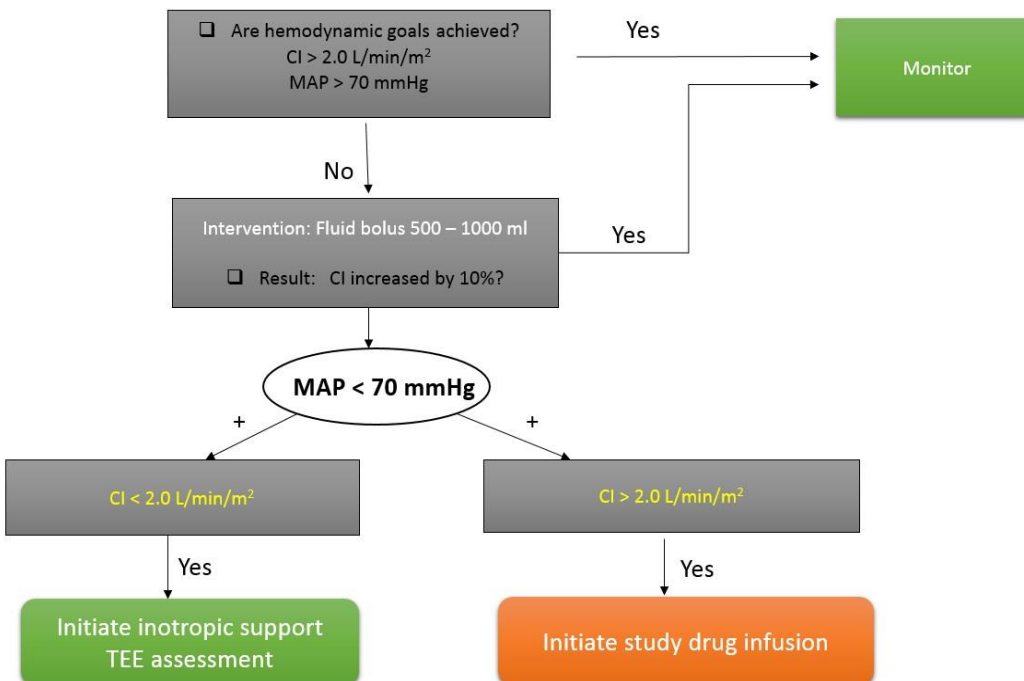 ❑ Are hemodynamic goals achieved?
CI > 2.0 L/min/m²
MAP > 70 mmHg
Yes
Monitor
No
Intervention: Fluid bolus 500 – 1000 ml
❑ Result: CI increased by 10%?
Yes
MAP < 70 mmHg
+
+
CI < 2.0 L/min/m²
CI > 2.0 L/min/m²
Yes
Yes
Initiate inotropic support
TEE assessment
Initiate study drug infusion